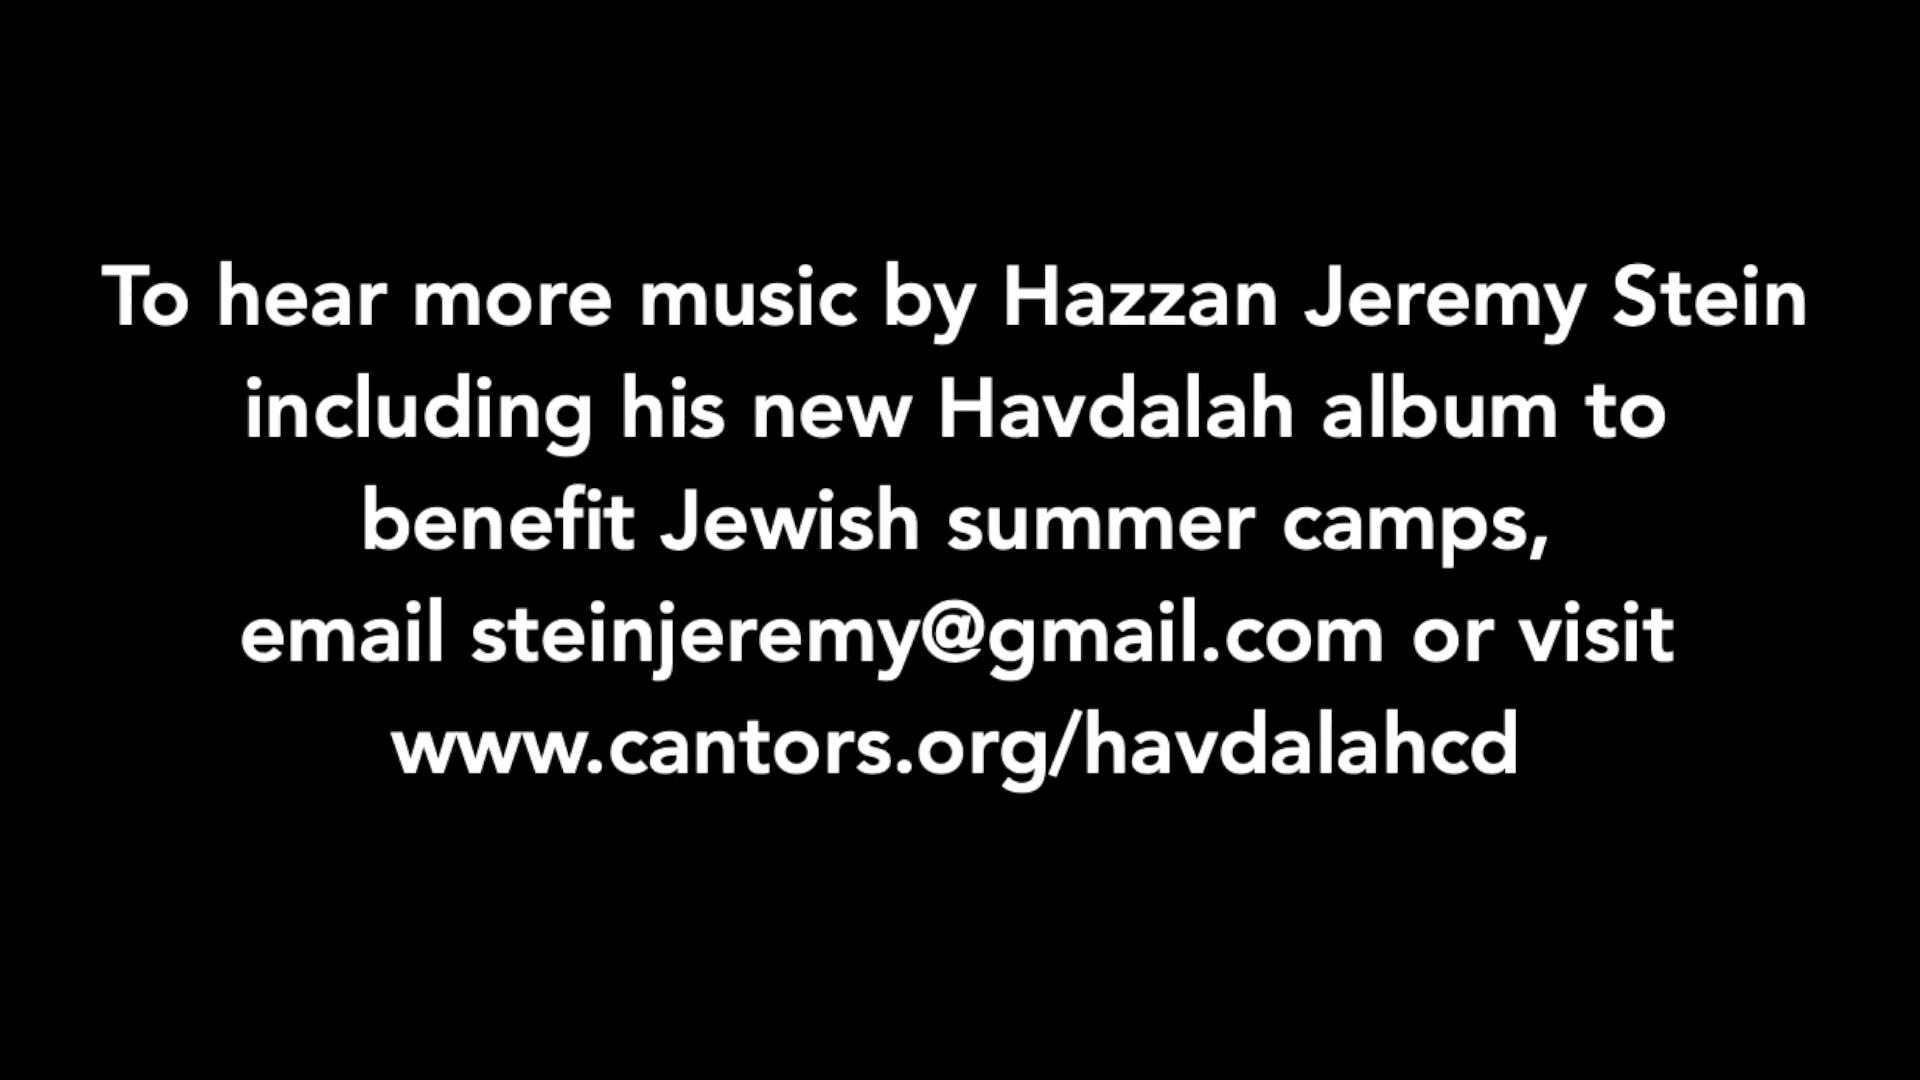 To hear more music by Hazzan Jeremy Stein
including his new Havdalah album to
benefit Jewish summer camps,
email steinjeremy@gmail.com or visit
www.cantors.org/havdalahcd